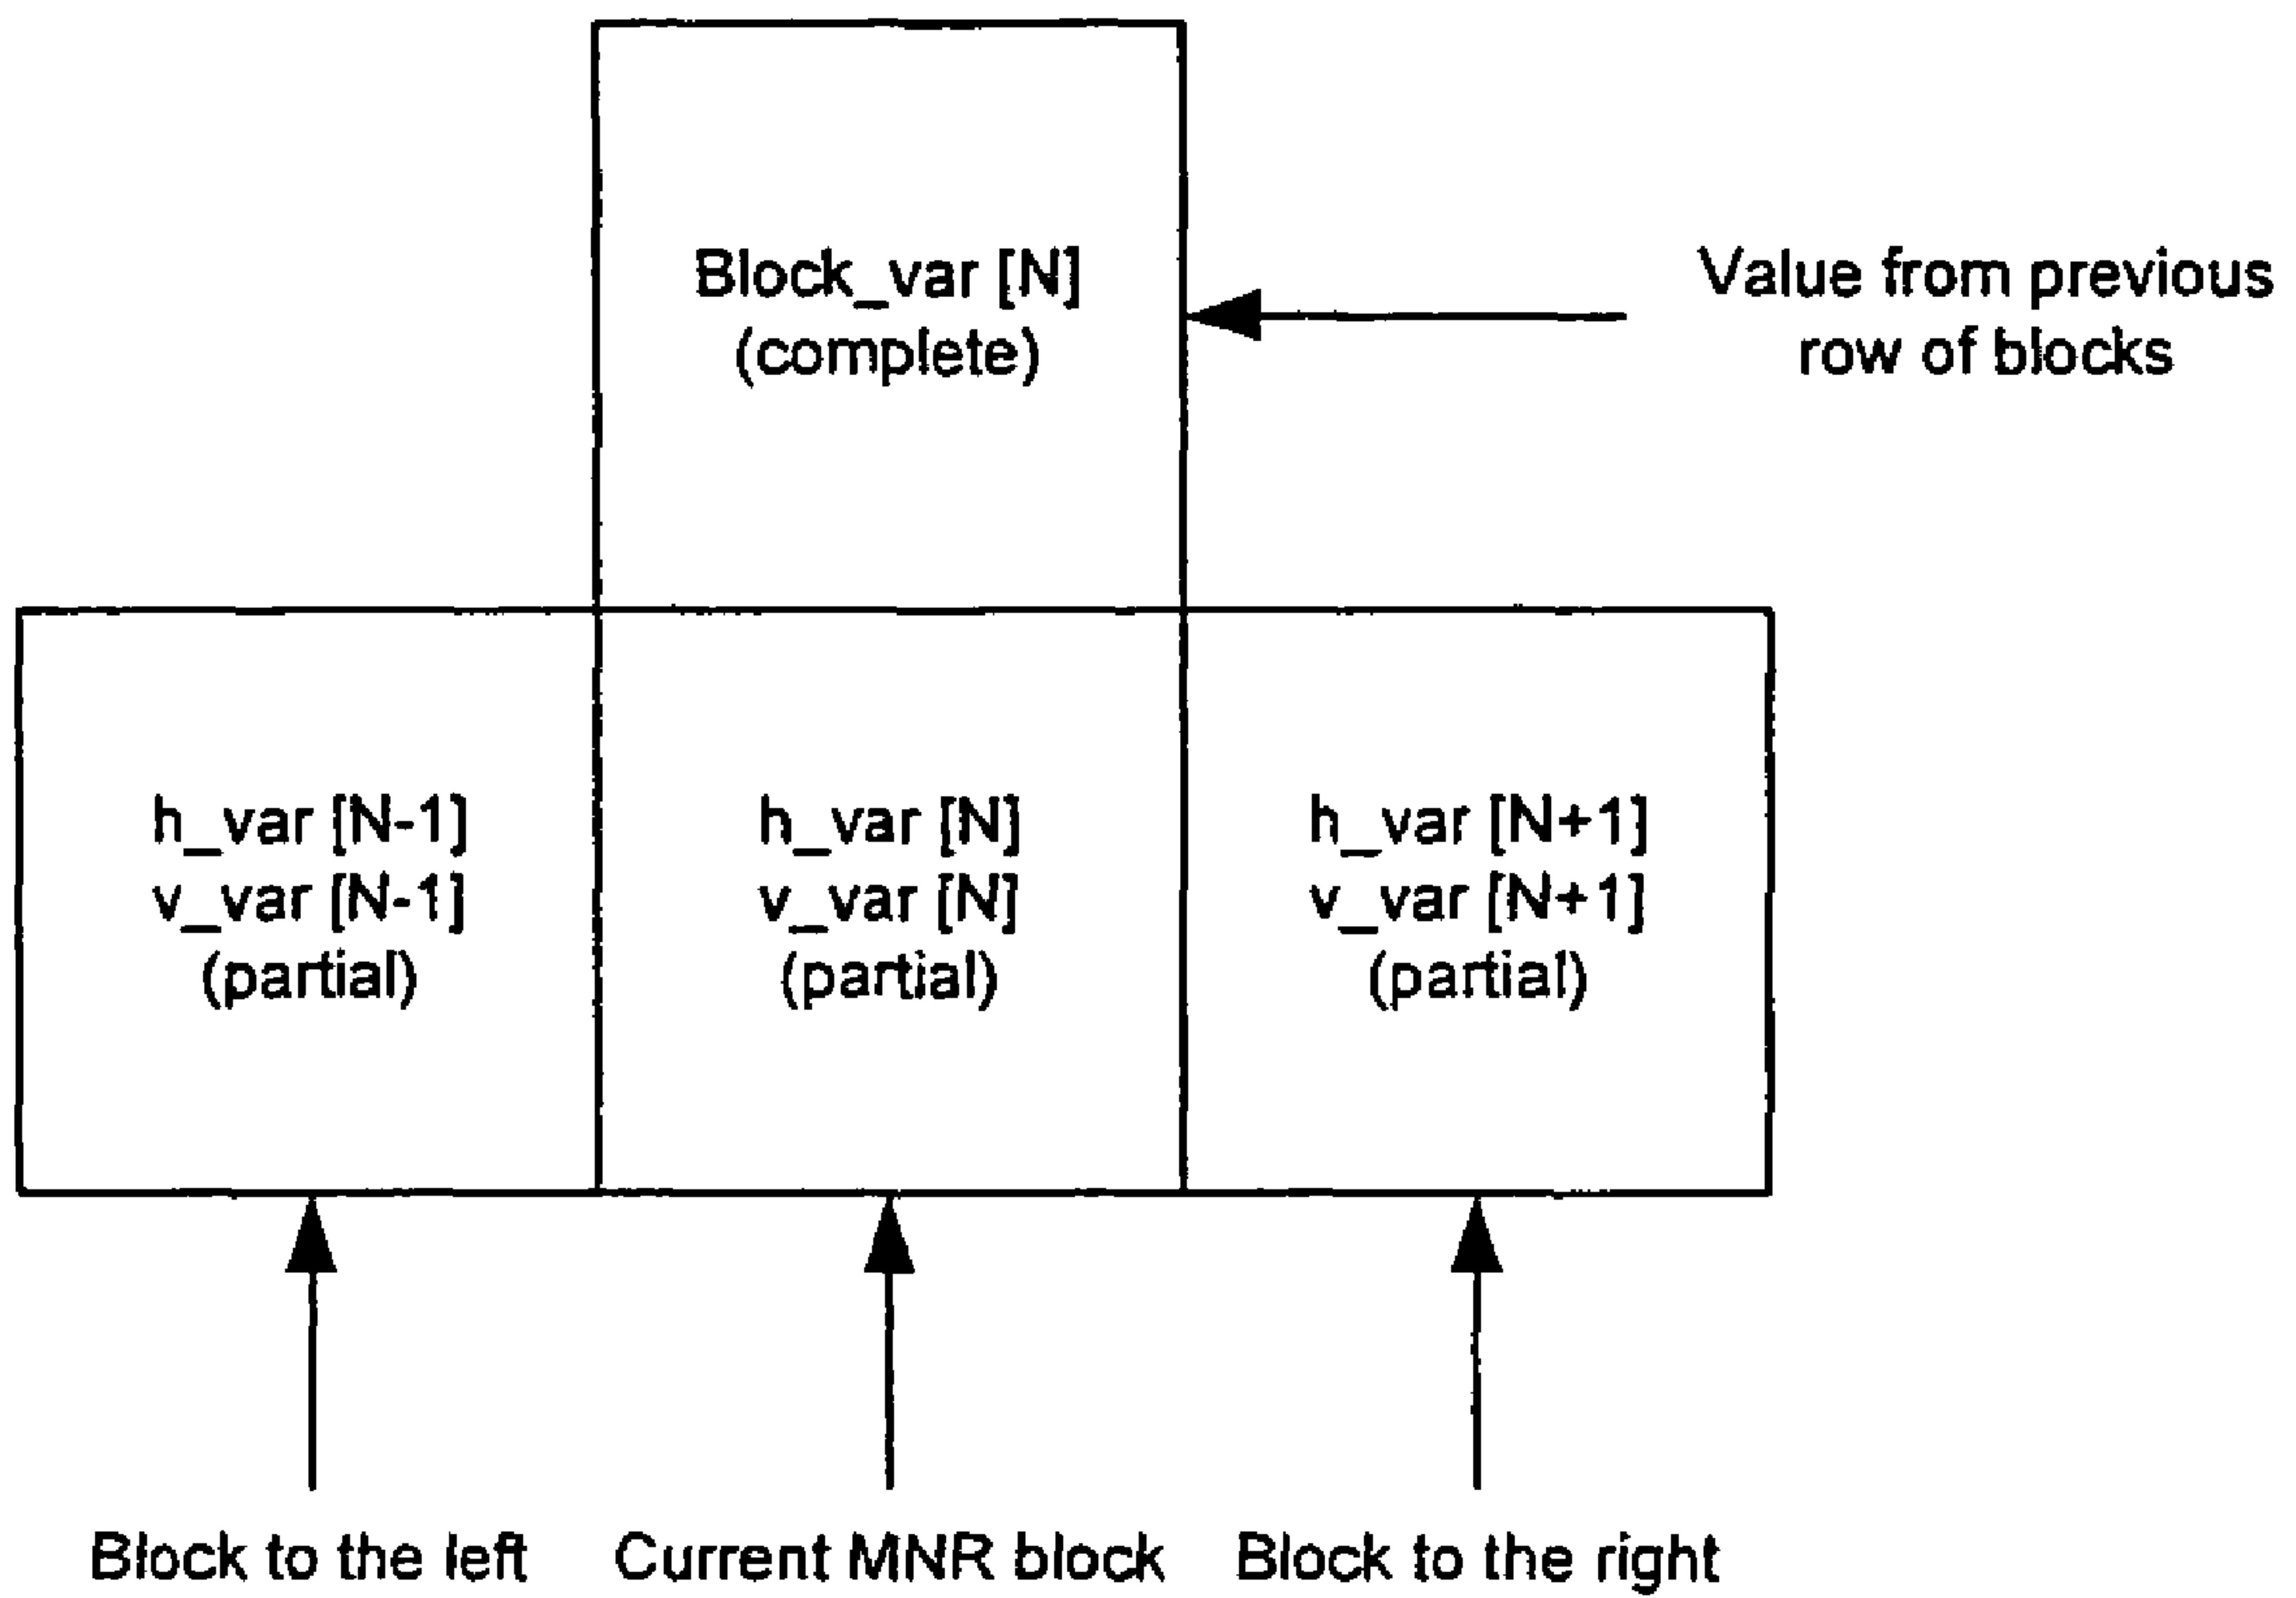 Block_var [N]
(complete)
Value from previous
row of blocks
h_var [N-1]
v_var [N-1]
(partial)
h_var [N]
v_var [N]
(partial)
h_var [N+1]
v_var [N+1]
(partial)
Block to the left
Current MNR block
Block to the right